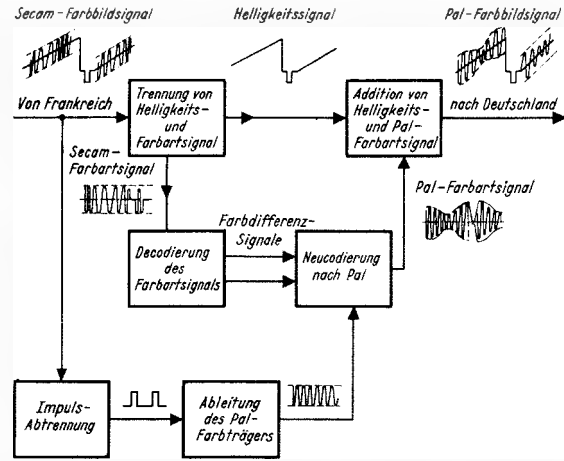 Secam-Farbbildsignal
Helligkeitssignal
Pal-Farbbildsignal
Von Frankreich
Trennung von
Helligkeits-
und
Farbartsignal
Addition von
Helligkeits-
und Pal-
Farbartsignal
nach Deutschland
Secam-
Farbartsignal
Pal-Farbartsignal
Farbdifferenz-
Signale
Decodierung
des
Farbartsignals
Neucodierung
nach Pal
Impuls-
Abtrennung
Ableitung
des Pal-
Farbträgers